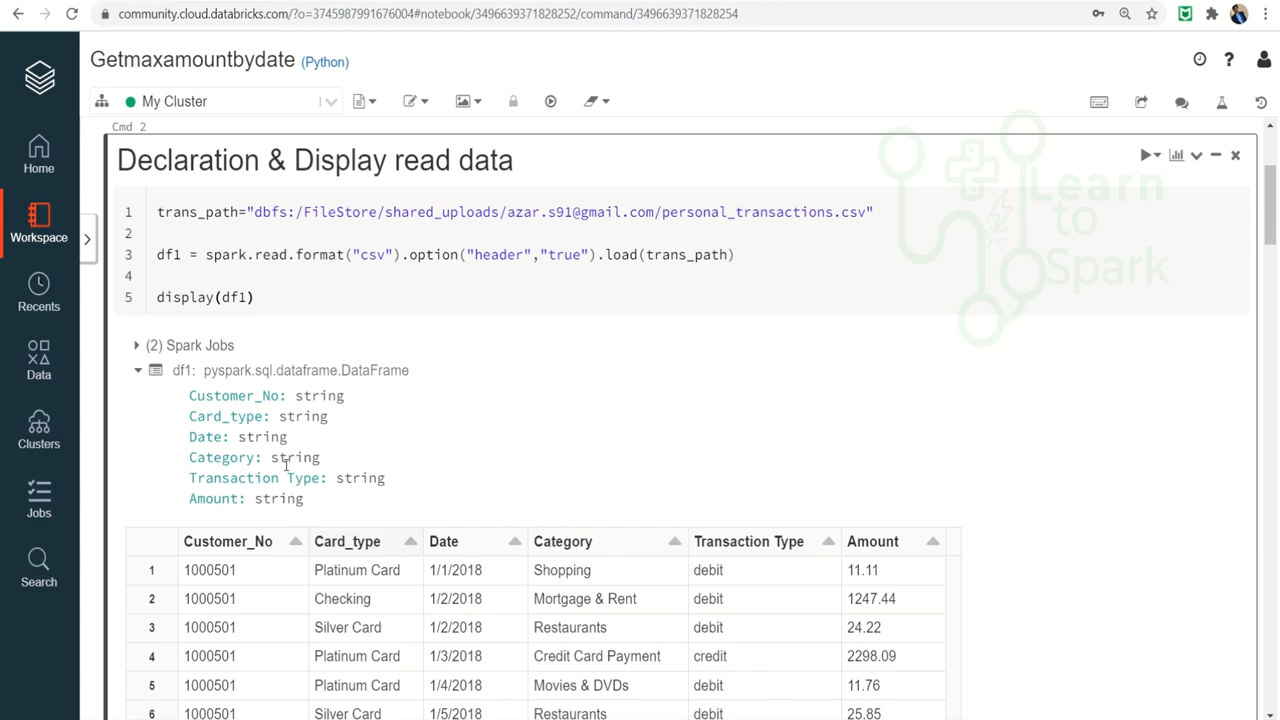 community.cloud.databricks.com/?o=3745987991676004#notebook/3496639371828252/command/3496639371828254
Getmaxamountbydate (Python)
My Cluster
Cmd 2
Declaration & Display read data
Learn
to
Spark
1 trans_path="dbfs:/FileStore/shared_uploads/azar.s91@gmail.com/personal_transactions.csv"
2
3 df1 = spark.read.format("csv").option("header","true").load(trans_path)
4
5 display(df1)
(2) Spark Jobs
df1: pyspark.sql.dataframe.DataFrame
Customer_No: string
Card_type: string
Date: string
Category: string
Transaction Type: string
Amount: string
Customer_No Card_type Date Category Transaction Type Amount
1 1000501 Platinum Card 1/1/2018 Shopping debit 11.11
2 1000501 Checking 1/2/2018 Mortgage & Rent debit 1247.44
3 1000501 Silver Card 1/2/2018 Restaurants debit 24.22
4 1000501 Platinum Card 1/3/2018 Credit Card Payment credit 2298.09
5 1000501 Platinum Card 1/4/2018 Movies & DVDs debit 11.76
6 1000501 Silver Card 1/5/2018 Restaurants debit 25.85
Home
Workspace
Recents
Data
Clusters
Jobs
Search